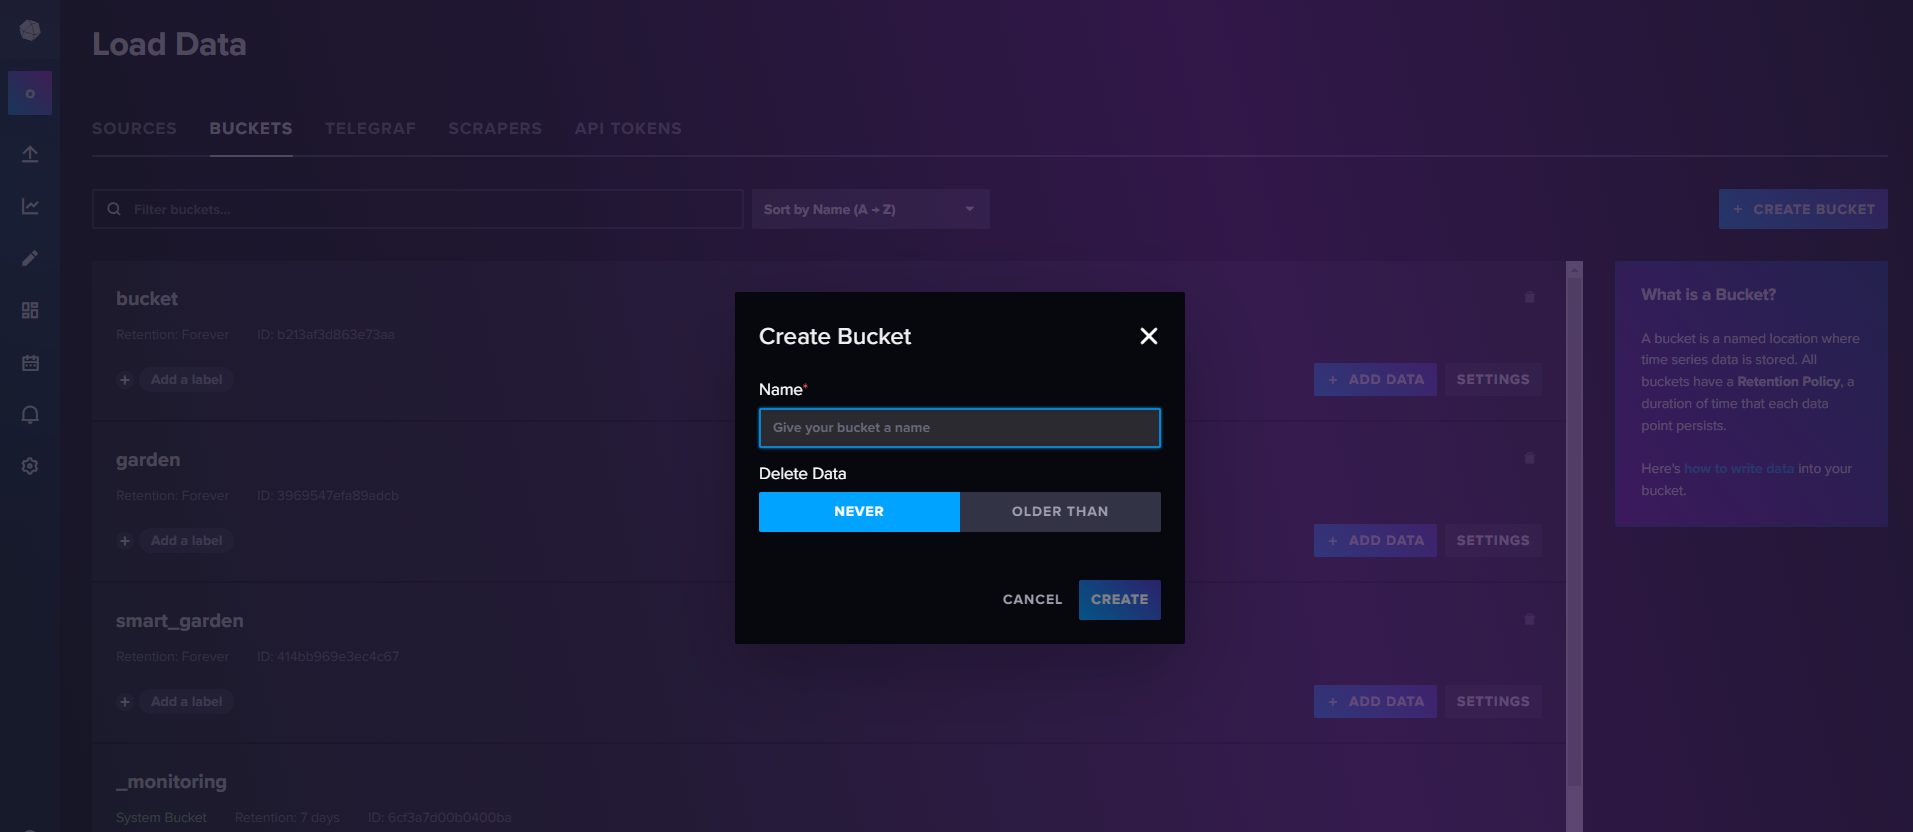 Load Data
SOURCES
BUCKETS
TELEGRAF
SCRAPERS
API TOKENS
Filter buckets...
Sort by Name (A → Z)
+ CREATE BUCKET
bucket
Retention: Forever
ID: b213af3d863e73aa
+ Add a label
+ ADD DATA
SETTINGS
garden
Retention: Forever
ID: 3969547efa89adcb
+ Add a label
+ ADD DATA
SETTINGS
smart_garden
Retention: Forever
ID: 414bb969e3ec4c67
+ Add a label
+ ADD DATA
SETTINGS
_monitoring
System Bucket
Retention: 7 days
ID: 6cf3a7d00b0400ba
What is a Bucket?
A bucket is a named location where
time series data is stored. All
buckets have a Retention Policy, a
duration of time that each data
point persists.
Here's how to write data into your
bucket.
Create Bucket
Name*
Give your bucket a name
Delete Data
NEVER
OLDER THAN
CANCEL
CREATE